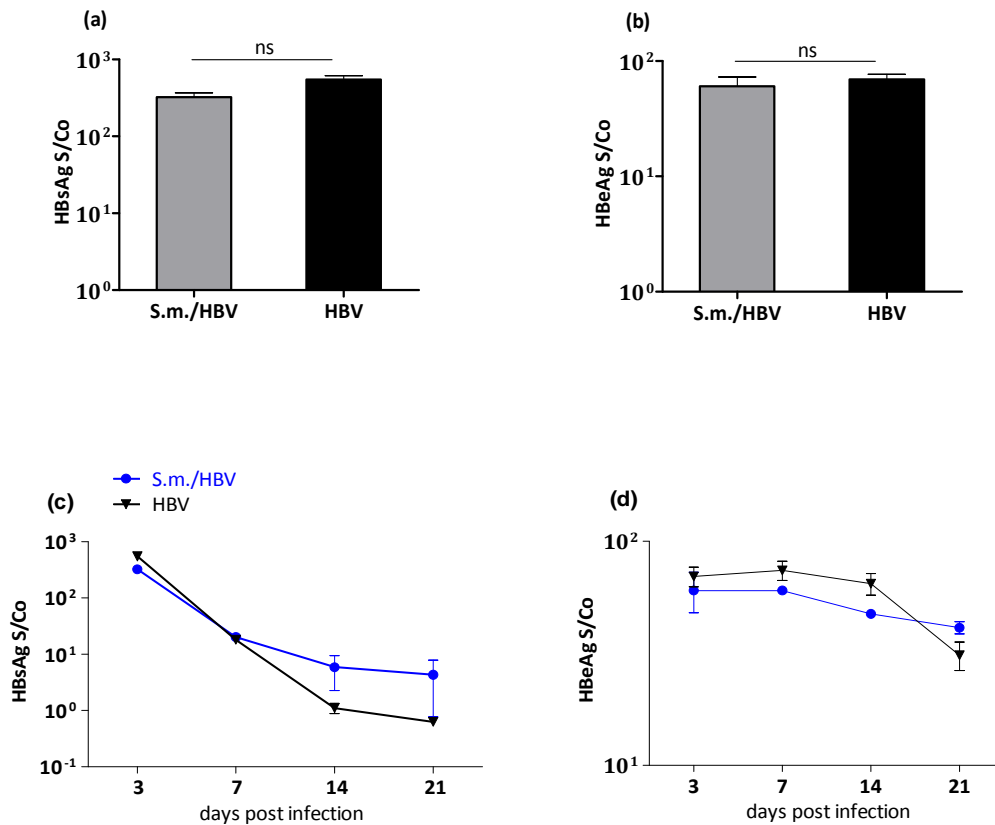 (a)
ns
HBsAg S/Co
10³
10²
10¹
10⁰
S.m./HBV HBV
(b)
ns
HBeAg S/Co
10²
10¹
10⁰
S.m./HBV HBV
(c)
S.m./HBV
HBV
HBsAg S/Co
10³
10²
10¹
10⁰
10⁻¹
3 7 14 21
days post infection
(d)
HBeAg S/Co
10²
10¹
3 7 14 21
days post infection